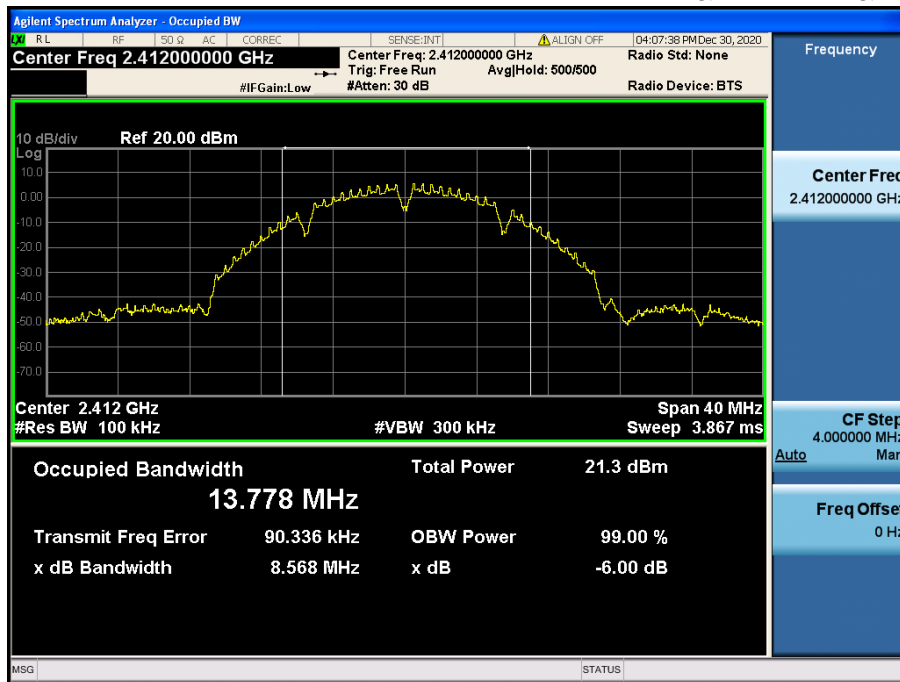 Agilent Spectrum Analyzer - Occupied BW
LXI RL RF 50 Ω AC CORREC SENSE:INT ALIGN OFF 04:07:38 PM Dec 30, 2020
Center Freq 2.412000000 GHz
Center Freq: 2.412000000 GHz Radio Std: None
Trig: Free Run Avg|Hold: 500/500
#IFGain:Low #Atten: 30 dB Radio Device: BTS
Frequency
10 dB/div Ref 20.00 dBm
Log
10.0
0.00
-10.0
-20.0
-30.0
-40.0
-50.0
-60.0
-70.0
Center 2.412 GHz Span 40 MHz
#Res BW 100 kHz #VBW 300 kHz Sweep 3.867 ms
Occupied Bandwidth Total Power 21.3 dBm
13.778 MHz
Transmit Freq Error 90.336 kHz OBW Power 99.00 %
x dB Bandwidth 8.568 MHz x dB -6.00 dB
Center Freq
2.412000000 GHz
CF Step
4.000000 MHz
Auto Man
Freq Offset
0 Hz
MSG STATUS